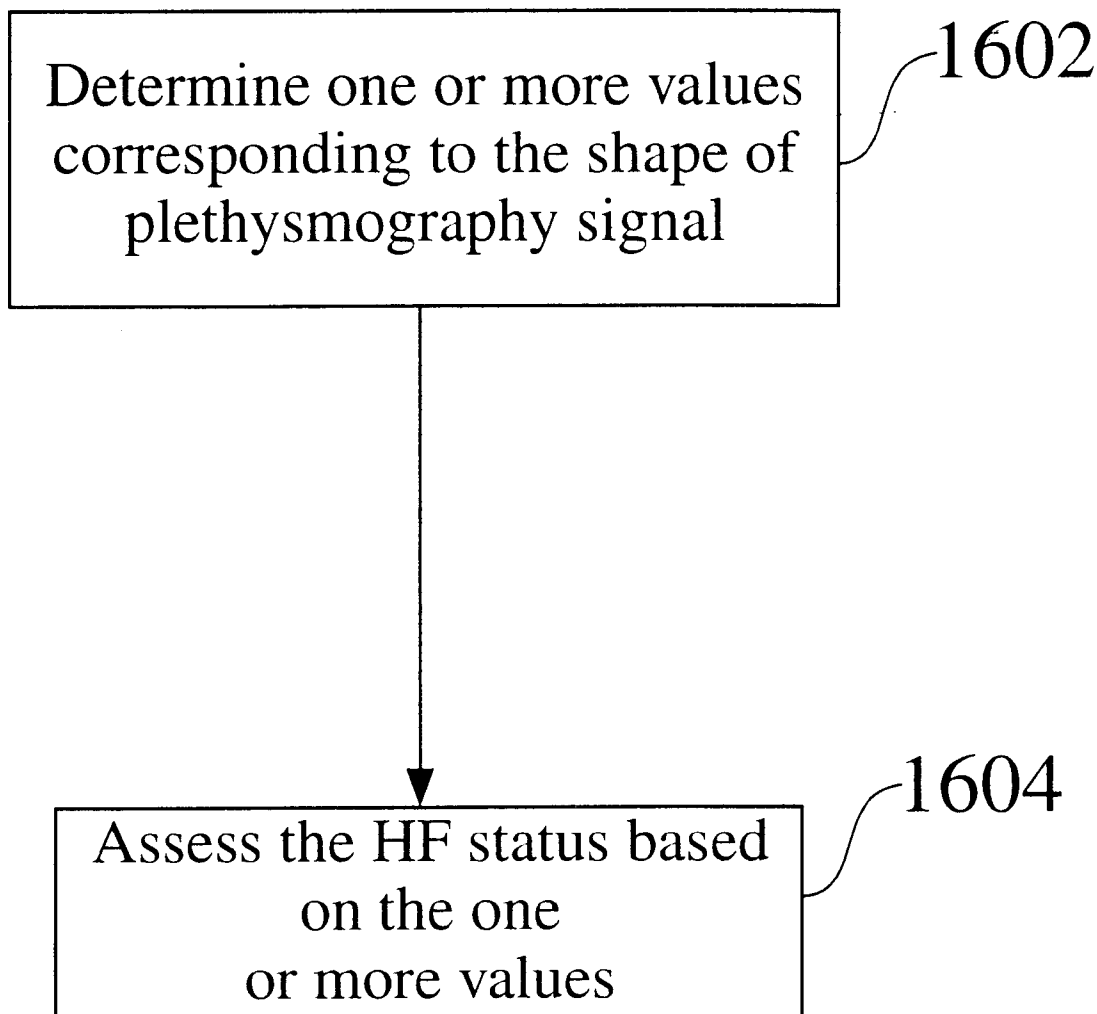 Determine one or more values
corresponding to the shape of
plethysmography signal
1602
Assess the HF status based
on the one
or more values
1604